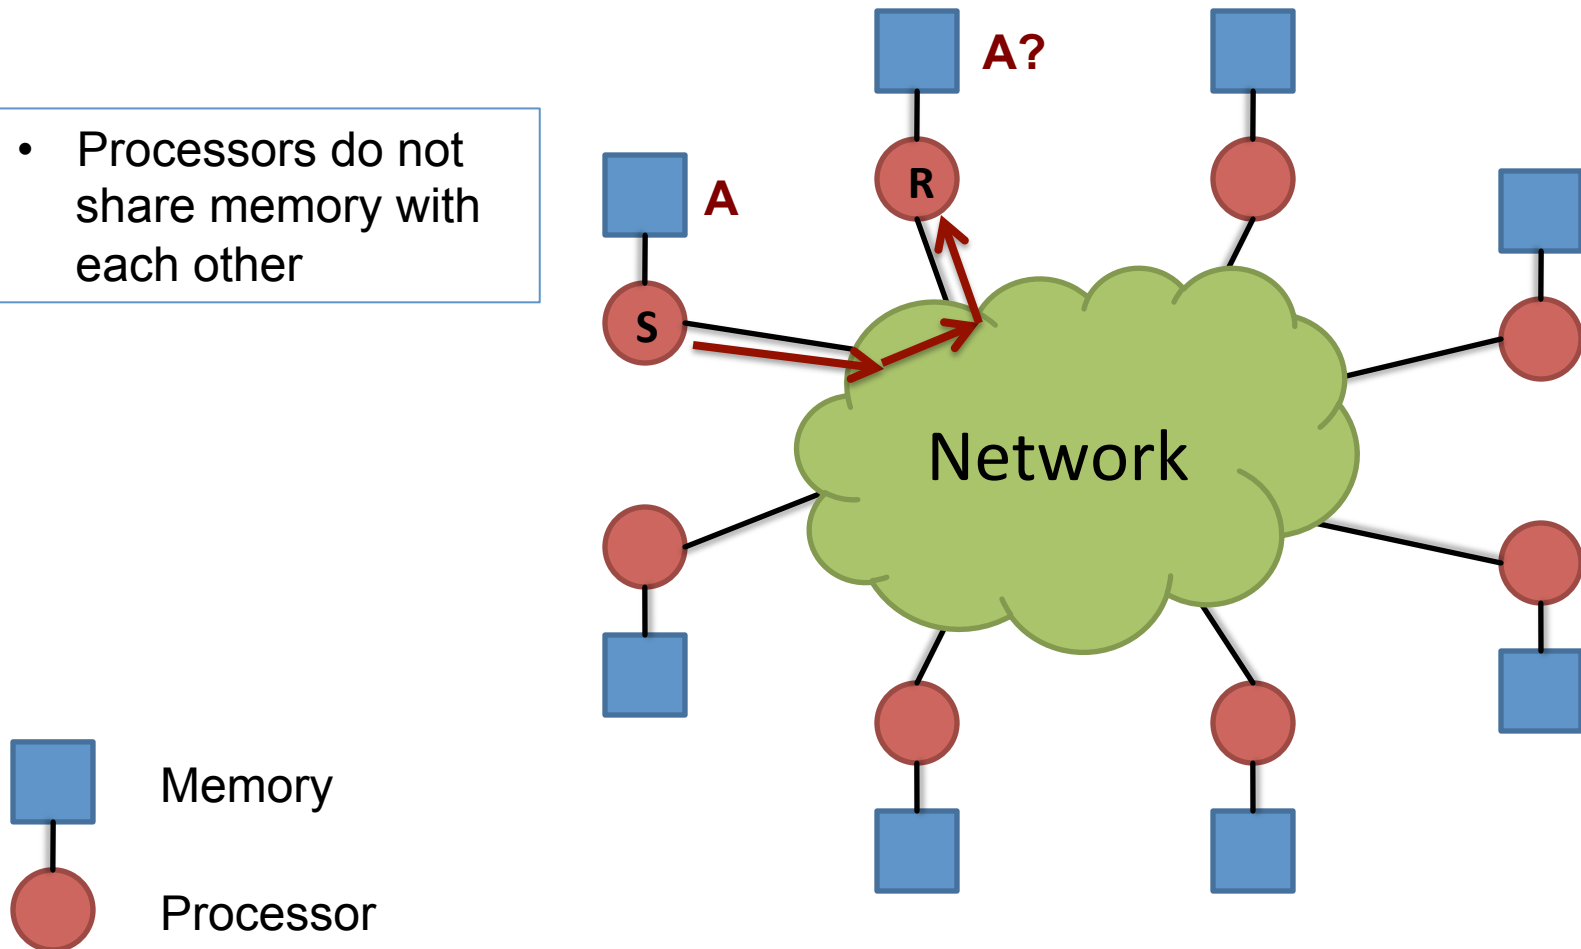 • Processors do not
share memory with
each other
A?
R
A
S
Network
Memory
Processor